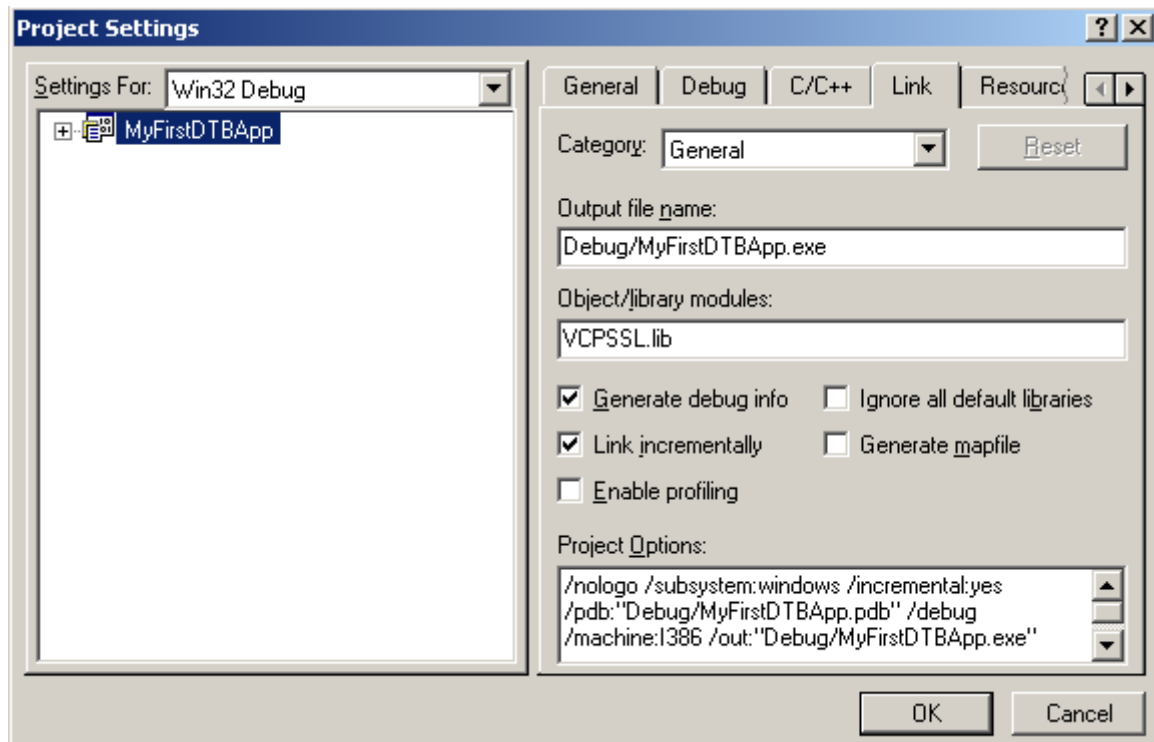 Project Settings
Settings For: Win32 Debug
MyFirstDTBApp
General Debug C/C++ Link Resourc
Category: General Reset
Output file name:
Debug/MyFirstDTBApp.exe
Object/library modules:
VCPSSL.lib
Generate debug info Ignore all default libraries
Link incrementally Generate mapfile
Enable profiling
Project Options:
/nologo /subsystem:windows /incremental:yes
/pdb:"Debug/MyFirstDTBApp.pdb" /debug
/machine:I386 /out:"Debug/MyFirstDTBApp.exe"
OK Cancel